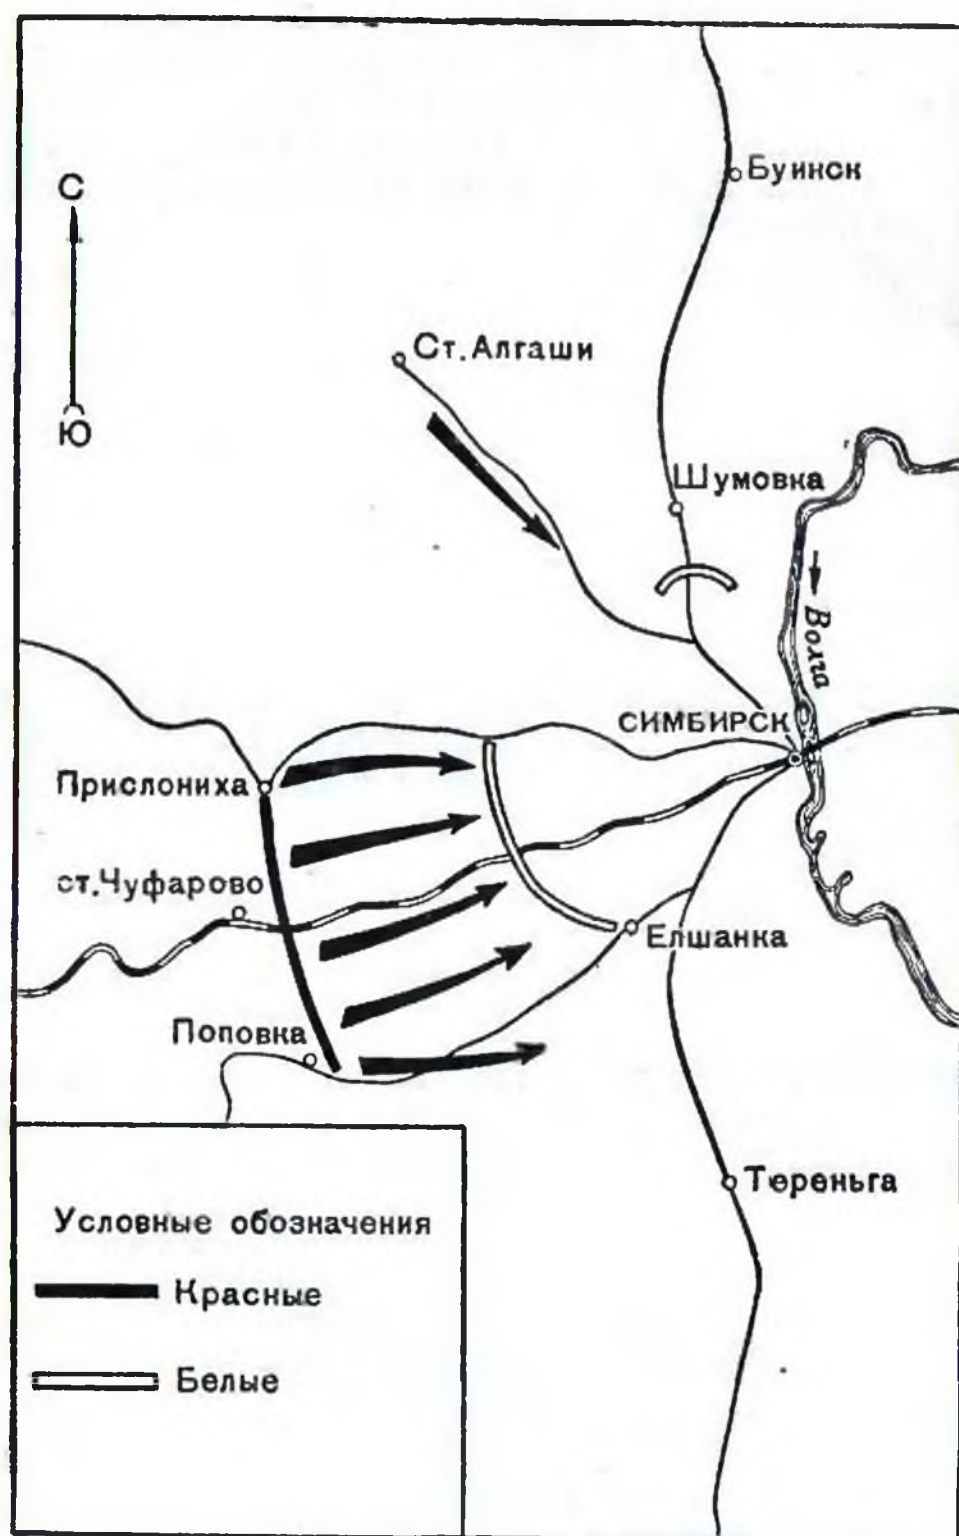 Буинск
С
Ст. Алгаши
Ю
Шумовка
Волга
СИМБИРСК
Прислониха
ст. Чуфарово
Елшанка
Поповка
Тереньга
Условные обозначения
Красные
Белые